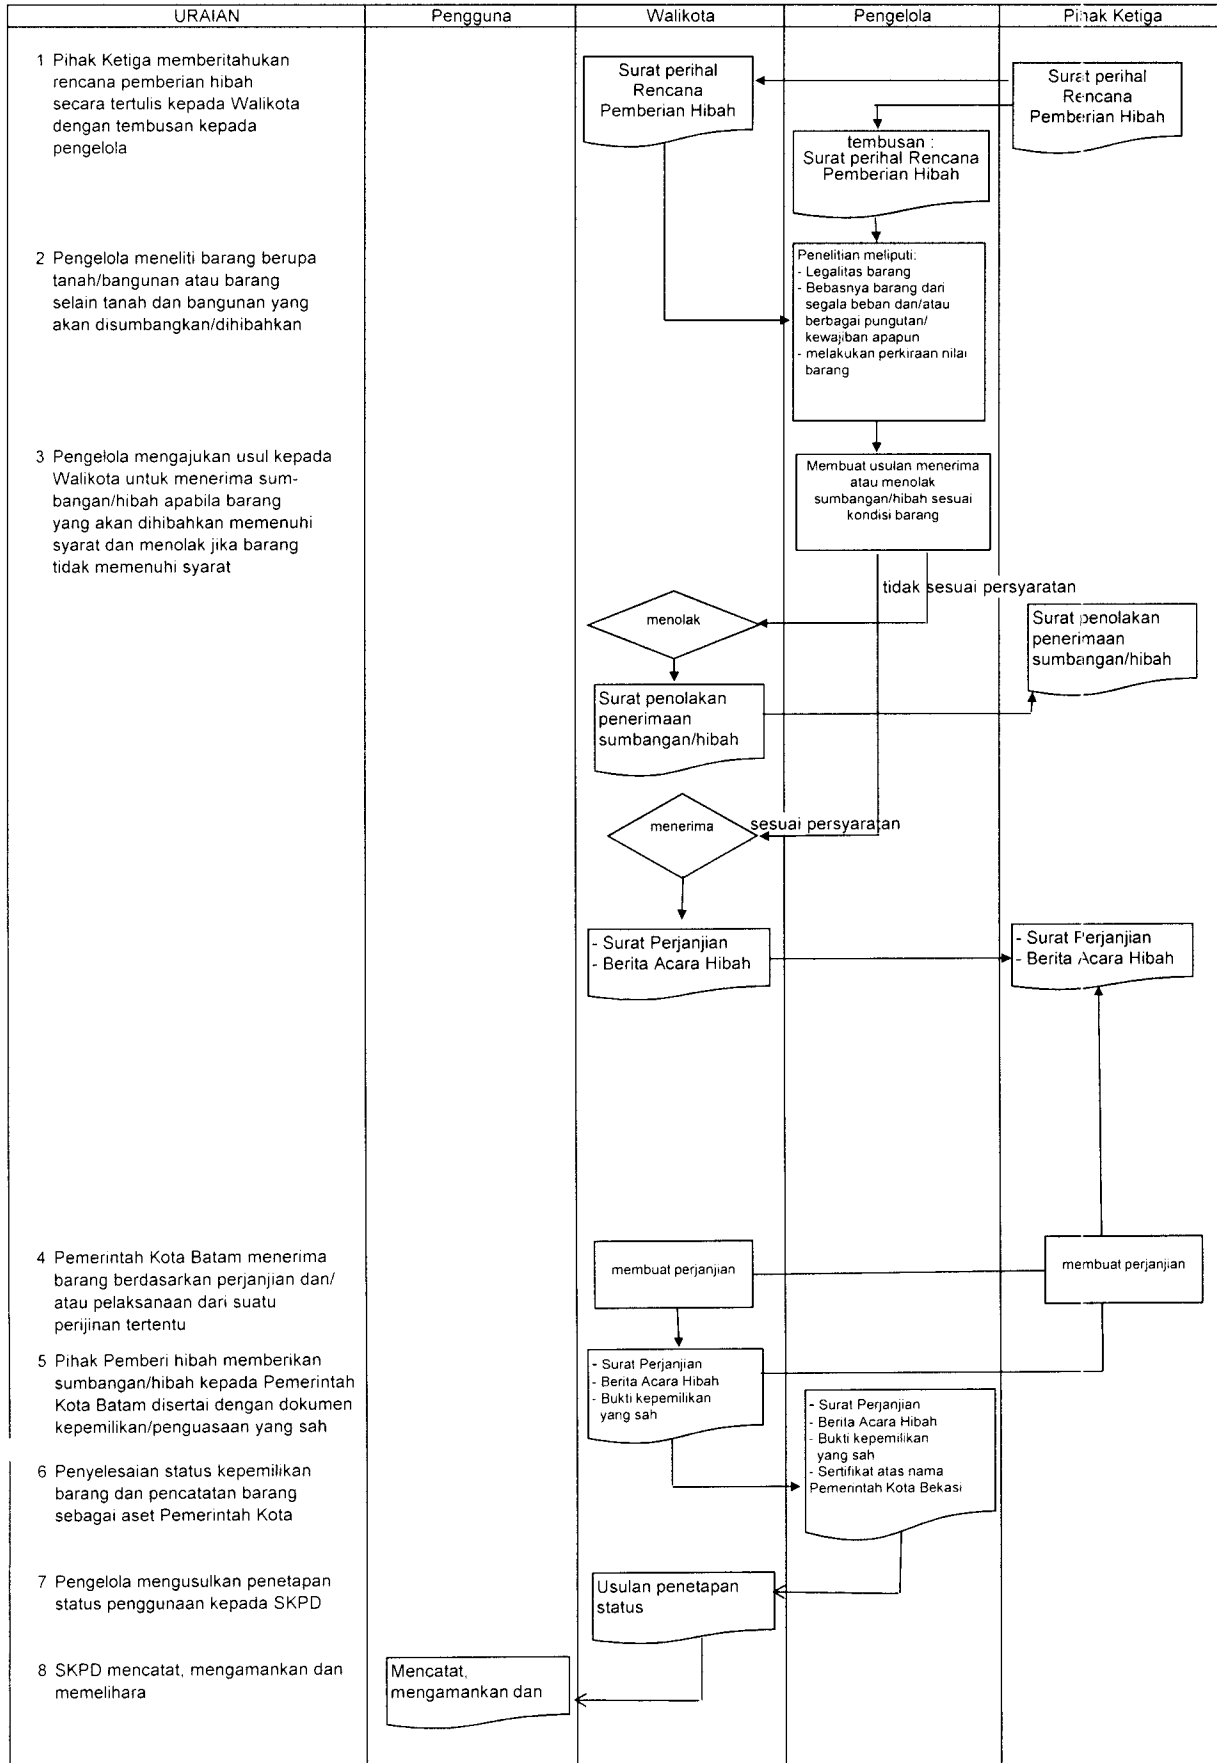 URAIAN
Pengguna
Walikota
Pengelola
Pihak Ketiga
1 Pihak Ketiga memberitahukan
rencana pemberian hibah
secara tertulis kepada Walikota
dengan tembusan kepada
pengelola
Surat perihal
Rencana
Pemberian Hibah
tembusan :
Surat perihal Rencana
Pemberian Hibah
Surat perihal
Rencana
Pemberian Hibah
2 Pengelola meneliti barang berupa
tanah/bangunan atau barang
selain tanah dan bangunan yang
akan disumbangkan/dihibahkan
Penelitian meliputi:
- Legalitas barang
- Bebasnya barang dari
segala beban dan/atau
berbagai pungutan/
kewajiban apapun
- melakukan perkiraan nilai
barang
3 Pengelola mengajukan usul kepada
Walikota untuk menerima sum-
bangan/hibah apabila barang
yang akan dihibahkan memenuhi
syarat dan menolak jika barang
tidak memenuhi syarat
Membuat usulan menerima
atau menolak
sumbangan/hibah sesuai
kondisi barang
tidak sesuai persyaratan
menolak
Surat penolakan
penerimaan
sumbangan/hibah
Surat penolakan
penerimaan
sumbangan/hibah
menerima
sesuai persyaratan
- Surat Perjanjian
- Berita Acara Hibah
- Surat Perjanjian
- Berita Acara Hibah
4 Pemerintah Kota Batam menerima
barang berdasarkan perjanjian dan/
atau pelaksanaan dari suatu
perijinan tertentu
membuat perjanjian
membuat perjanjian
5 Pihak Pemberi hibah memberikan
sumbangan/hibah kepada Pemerintah
Kota Batam disertai dengan dokumen
kepemilikan/penguasaan yang sah
- Surat Perjanjian
- Berita Acara Hibah
- Bukti kepemilikan
yang sah
- Surat Perjanjian
- Berita Acara Hibah
- Bukti kepemilikan
yang sah
- Sertifikat atas nama
Pemerintah Kota Bekasi
6 Penyelesaian status kepemilikan
barang dan pencatatan barang
sebagai aset Pemerintah Kota
7 Pengelola mengusulkan penetapan
status penggunaan kepada SKPD
Usulan penetapan
status
8 SKPD mencatat, mengamankan dan
memelihara
Mencatat,
mengamankan dan